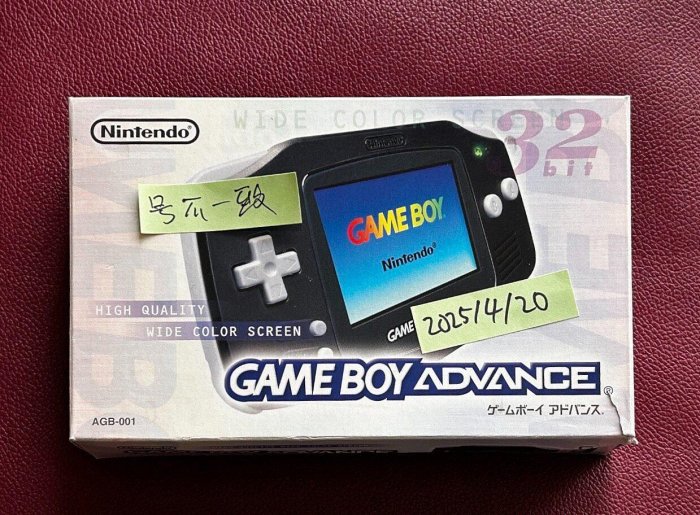 WIDE COLOR SCREEN
32
bit
Nintendo®
号不一致
GAME BOY
Nintendo®
HIGH QUALITY
WIDE COLOR SCREEN
GAME
2025/4/20
GAME BOY ADVANCE®
ゲームボーイ アドバンス
AGB-001